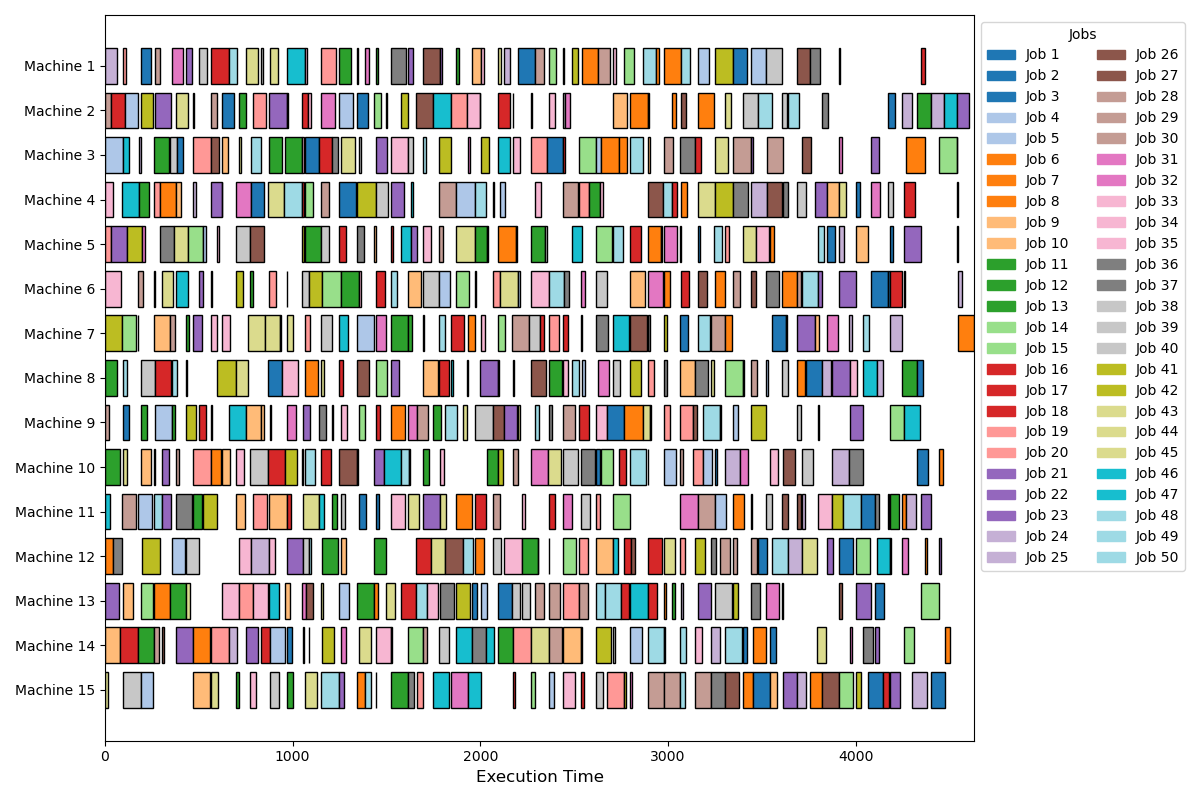 Machine 1
Machine 2
Machine 3
Machine 4
Machine 5
Machine 6
Machine 7
Machine 8
Machine 9
Machine 10
Machine 11
Machine 12
Machine 13
Machine 14
Machine 15
0 1000 2000 3000 4000
Execution Time
Jobs
Job 1 Job 26
Job 2 Job 27
Job 3 Job 28
Job 4 Job 29
Job 5 Job 30
Job 6 Job 31
Job 7 Job 32
Job 8 Job 33
Job 9 Job 34
Job 10 Job 35
Job 11 Job 36
Job 12 Job 37
Job 13 Job 38
Job 14 Job 39
Job 15 Job 40
Job 16 Job 41
Job 17 Job 42
Job 18 Job 43
Job 19 Job 44
Job 20 Job 45
Job 21 Job 46
Job 22 Job 47
Job 23 Job 48
Job 24 Job 49
Job 25 Job 50